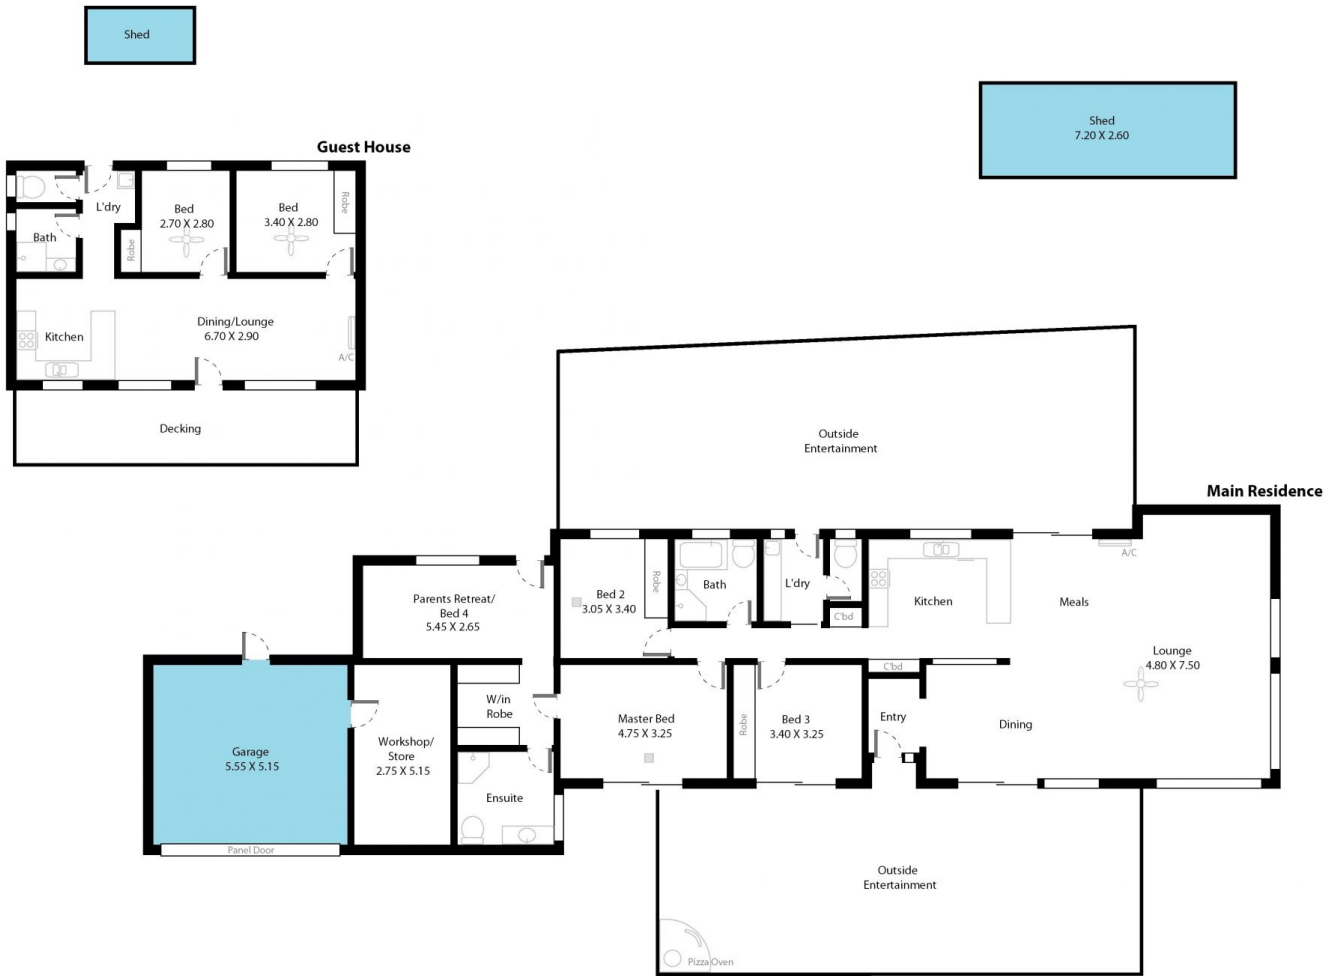 Shed
Shed
7.20 X 2.60
Guest House
L'dry
Bed
2.70 X 2.80
Bed
3.40 X 2.80
Robe
Bath
Robe
Kitchen
Dining/Lounge
6.70 X 2.90
A/C
Decking
Outside
Entertainment
Main Residence
A/C
Parents Retreat/
Bed 4
5.45 X 2.65
Bed 2
3.05 X 3.40
Robe
Bath
L'dry
C'bd
Kitchen
Meals
Lounge
4.80 X 7.50
C'bd
W/in
Robe
Master Bed
4.75 X 3.25
Robe
Bed 3
3.40 X 3.25
Entry
Dining
Garage
5.55 X 5.15
Workshop/
Store
2.75 X 5.15
Ensuite
Panel Door
Outside
Entertainment
Pizza Oven